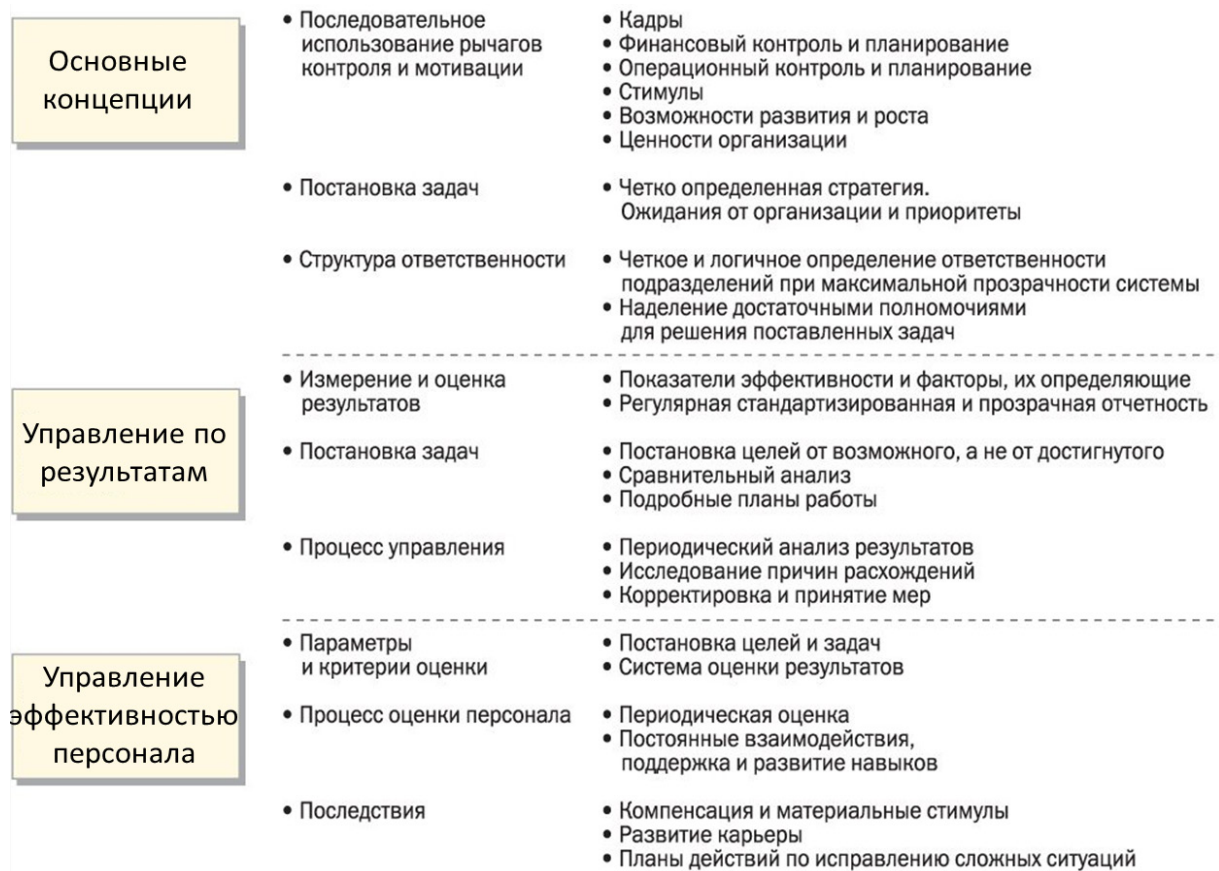 Основные
концепции
• Последовательное
использование рычагов
контроля и мотивации
• Кадры
• Финансовый контроль и планирование
• Операционный контроль и планирование
• Стимулы
• Возможности развития и роста
• Ценности организации
• Постановка задач
• Четко определенная стратегия.
Ожидания от организации и приоритеты
• Структура ответственности
• Четкое и логичное определение ответственности
подразделений при максимальной прозрачности системы
• Наделение достаточными полномочиями
для решения поставленных задач
Управление по
результатам
• Измерение и оценка
результатов
• Показатели эффективности и факторы, их определяющие
• Регулярная стандартизированная и прозрачная отчетность
• Постановка задач
• Постановка целей от возможного, а не от достигнутого
• Сравнительный анализ
• Подробные планы работы
• Процесс управления
• Периодический анализ результатов
• Исследование причин расхождений
• Корректировка и принятие мер
Управление
эффективностью
персонала
• Параметры
и критерии оценки
• Постановка целей и задач
• Система оценки результатов
• Процесс оценки персонала
• Периодическая оценка
• Постоянные взаимодействия,
поддержка и развитие навыков
• Последствия
• Компенсация и материальные стимулы
• Развитие карьеры
• Планы действий по исправлению сложных ситуаций